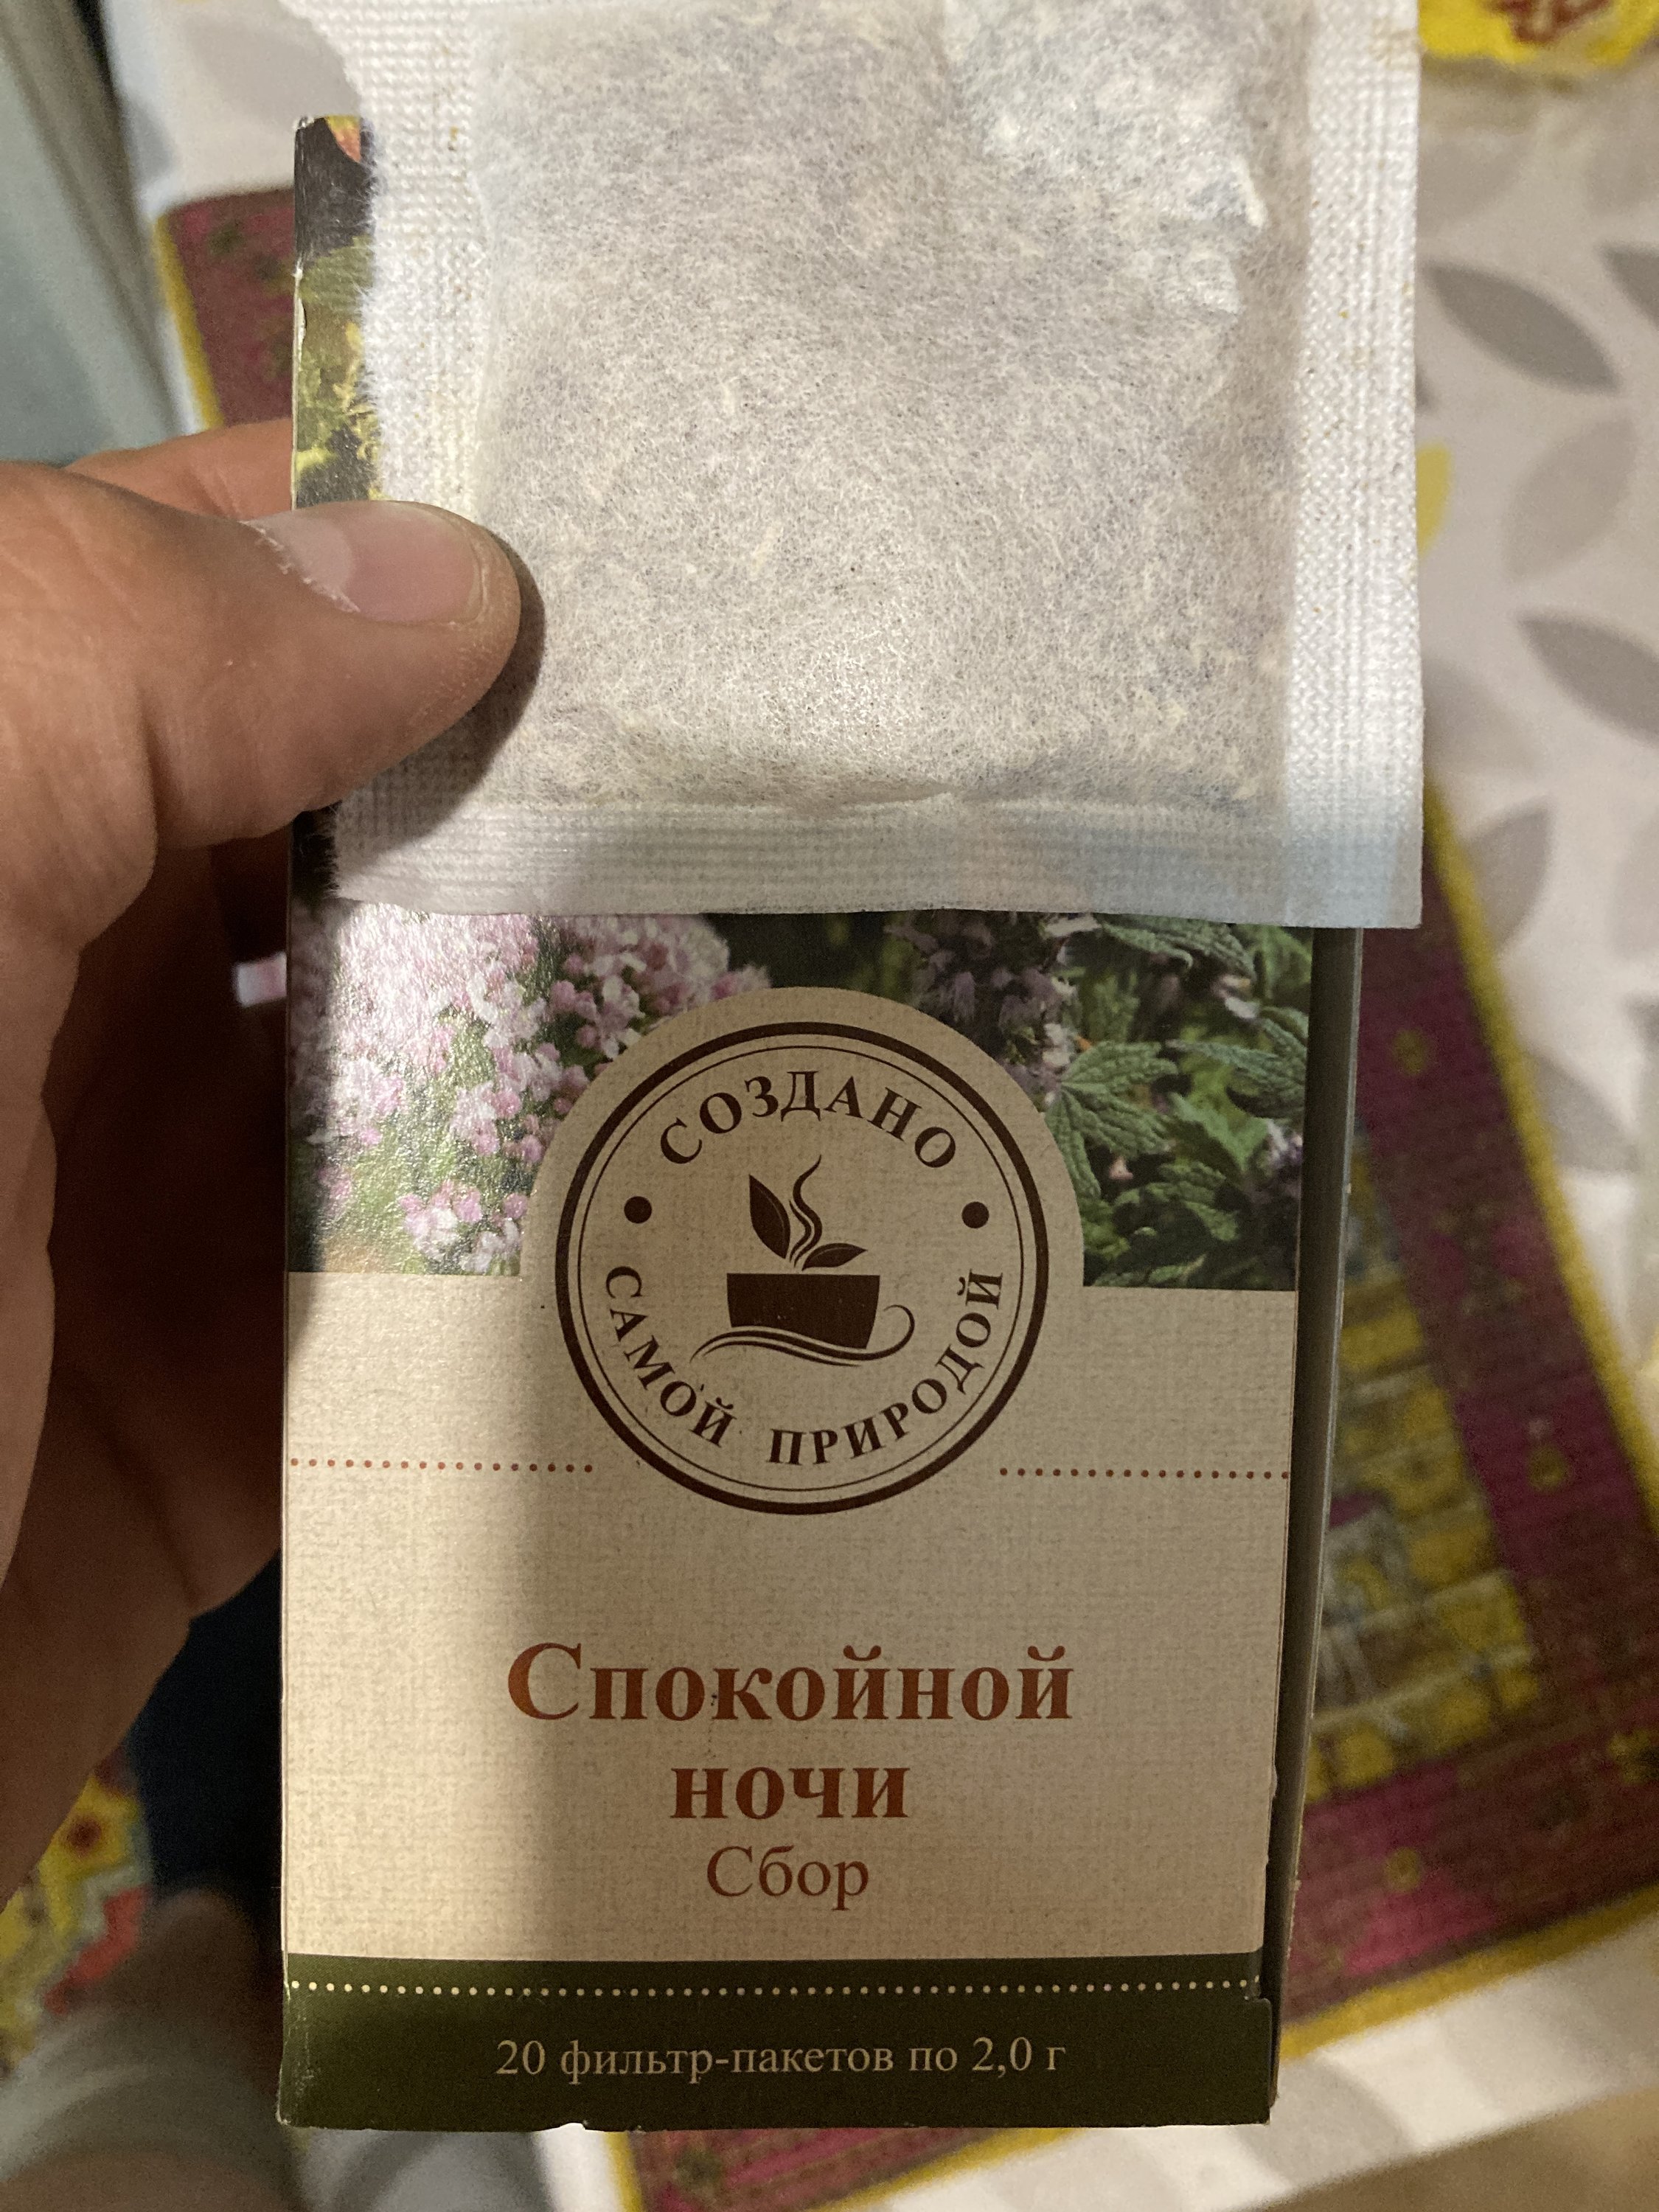 СОЗДАНО
САМОЙ ПРИРОДОЙ
Спокойной
ночи
Сбор
20 фильтр-пакетов по 2,0 г